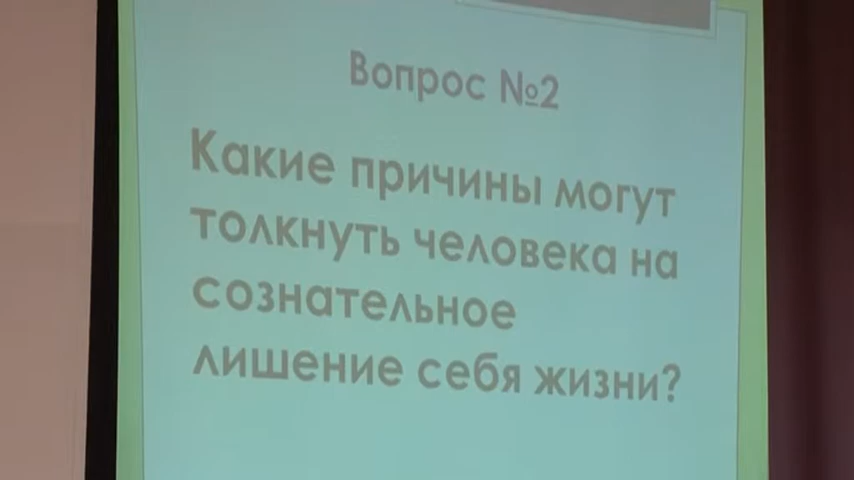 Вопрос №2
Какие причины могут
толкнуть человека на
сознательное
лишение себя жизни?